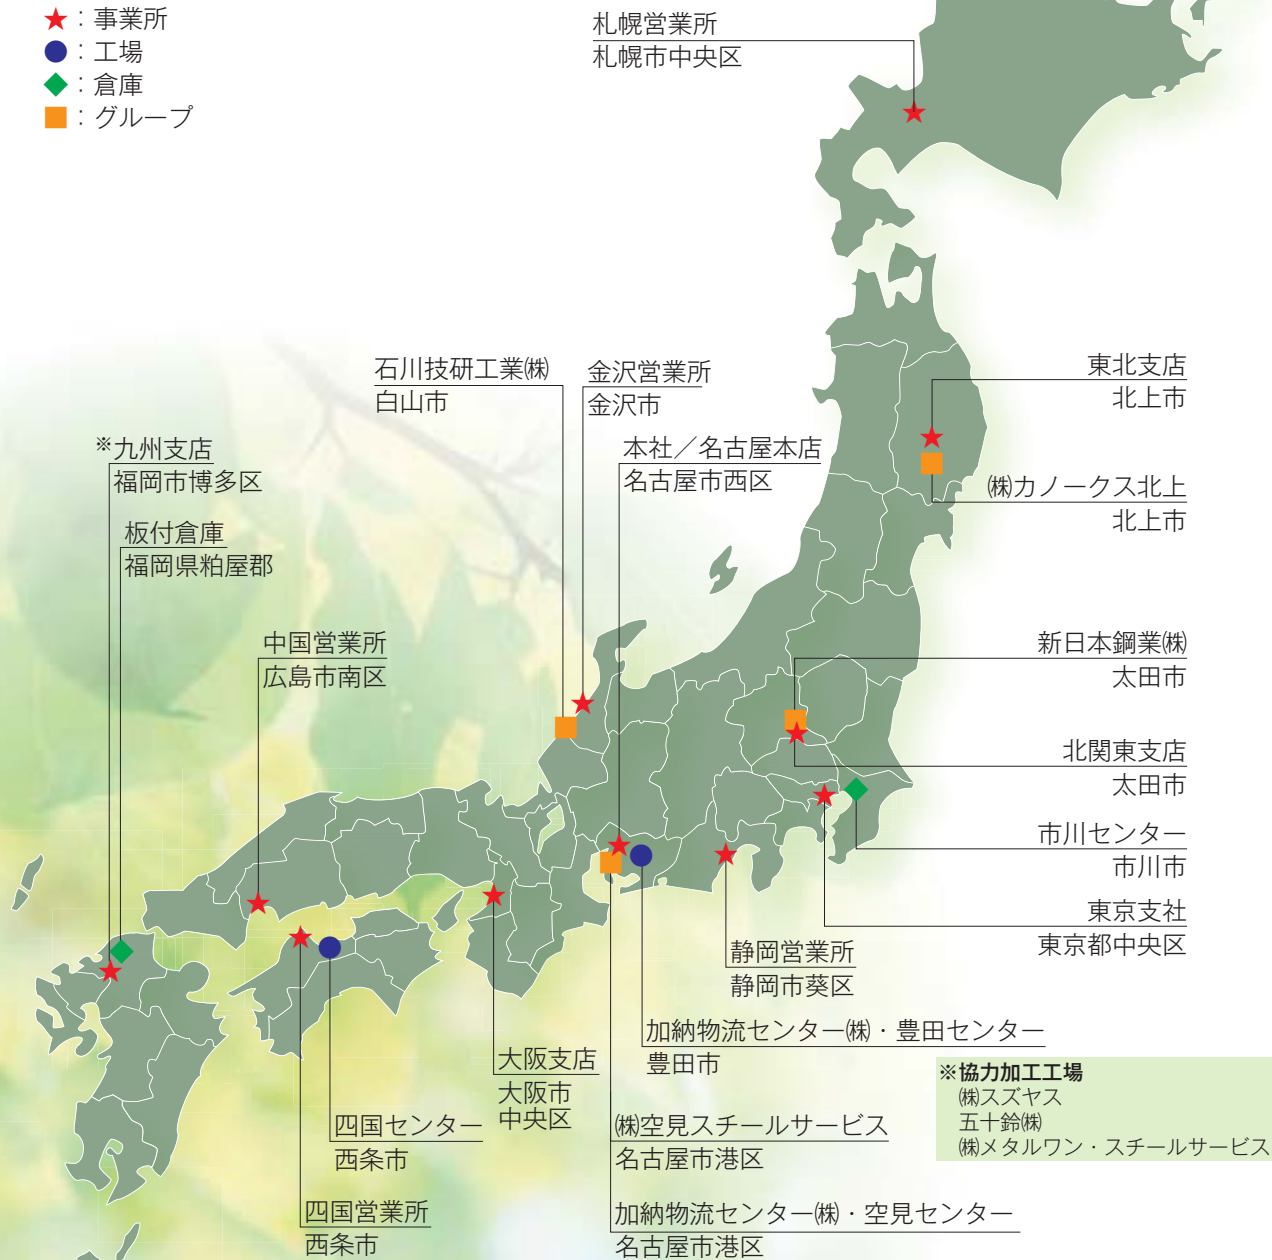 ★：事業所
●：工場
◆：倉庫
■：グループ
札幌営業所
札幌市中央区
石川技研工業㈱
白山市
金沢営業所
金沢市
東北支店
北上市
※九州支店
福岡市博多区
本社／名古屋本店
名古屋市西区
㈱カノークス北上
北上市
板付倉庫
福岡県粕屋郡
中国営業所
広島市南区
新日本鋼業㈱
太田市
北関東支店
太田市
市川センター
市川市
東京支社
東京都中央区
静岡営業所
静岡市葵区
加納物流センター㈱・豊田センター
豊田市
大阪支店
大阪市
中央区
※協力加工工場
㈱スズヤス
五十鈴㈱
㈱メタルワン・スチールサービス
四国センター
西条市
㈱空見スチールサービス
名古屋市港区
四国営業所
西条市
加納物流センター㈱・空見センター
名古屋市港区